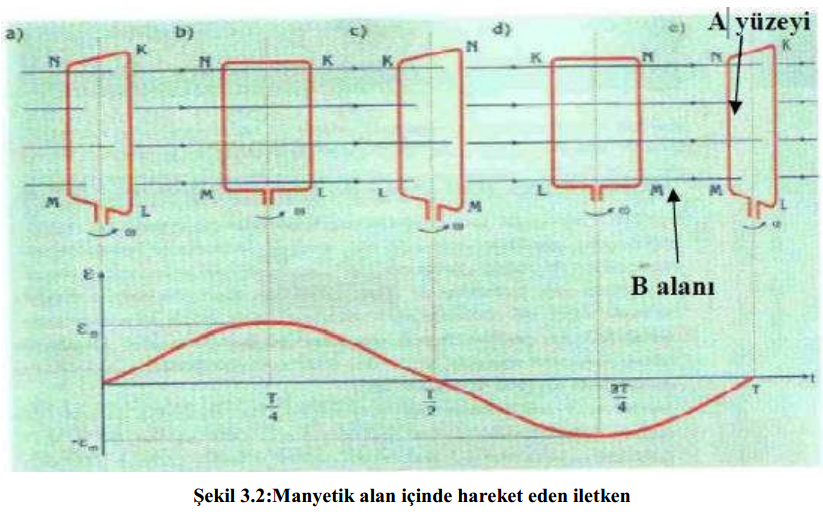 A yüzeyi
a) b) c) d) e)
N K N K K N K N N K
M L M L L M L M M L
ω ω ω ω
B alanı
ε
εm
T/4 T/2 3T/4 T t
-εm
Şekil 3.2:Manyetik alan içinde hareket eden iletken